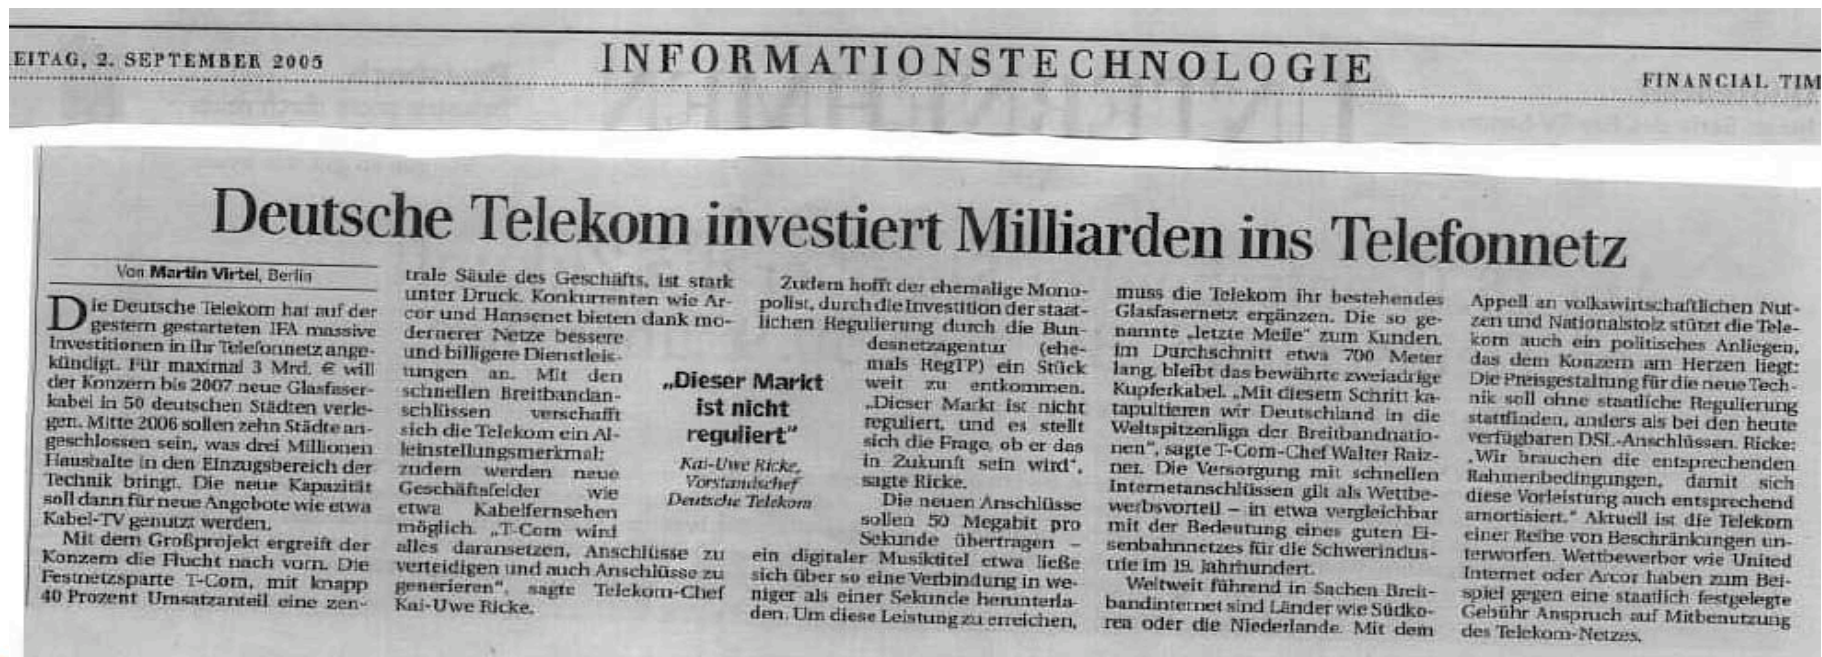 EITAG, 2. SEPTEMBER 2005
INFORMATIONSTECHNOLOGIE
FINANCIAL TIM
Deutsche Telekom investiert Milliarden ins Telefonnetz
Von Martin Virtel, Berlin
Die Deutsche Telekom hat auf der
gestern gestarteten IFA massive
Investitionen in ihr Telefonnetz ange-
kündigt. Für maximal 3 Mrd. € will
der Konzern bis 2007 neue Glasfaser-
kabel in 50 deutschen Städten verle-
gen. Mitte 2006 sollen zehn Städte an-
geschlossen sein, was drei Millionen
Haushalte in den Einzugsbereich der
Technik bringt. Die neue Kapazität
soll dann für neue Angebote wie etwa
Kabel-TV genutzt werden.
Mit dem Großprojekt ergreift der
Konzern die Flucht nach vorn. Die
Festnetzsparte T-Com, mit knapp
40 Prozent Umsatzanteil eine zen-
trale Säule des Geschäfts, ist stark
unter Druck. Konkurrenten wie Ar-
cor und Hansenet bieten dank mo-
dernerer Netze bessere
und billigere Dienstleis-
tungen an. Mit den
schnellen Breitbandan-
schlüssen verschafft
sich die Telekom ein Al-
leinstellungsmerkmal;
zudem werden neue
Geschäftsfelder wie
etwa Kabelfernsehen
möglich. „T-Com wird
alles daransetzen, Anschlüsse zu
verteidigen und auch Anschlüsse zu
generieren“, sagte Telekom-Chef
Kai-Uwe Ricke.
„Dieser Markt
ist nicht
reguliert“
Kai-Uwe Ricke,
Vorstandschef
Deutsche Telekom
Zudem hofft der ehemalige Mono-
polist, durch die Investition der staat-
lichen Regulierung durch die Bun-
desnetzagentur (ehe-
mals RegTP) ein Stück
weit zu entkommen.
„Dieser Markt ist nicht
reguliert, und es stellt
sich die Frage, ob er das
in Zukunft sein wird“,
sagte Ricke.
Die neuen Anschlüsse
sollen 50 Megabit pro
Sekunde übertragen –
ein digitaler Musiktitel etwa ließe
sich über so eine Verbindung in we-
niger als einer Sekunde herunterla-
den. Um diese Leistung zu erreichen,
muss die Telekom ihr bestehendes
Glasfasernetz ergänzen. Die so ge-
nannte „letzte Meile“ zum Kunden,
im Durchschnitt etwa 700 Meter
lang, bleibt das bewährte zweiadrige
Kupferkabel. „Mit diesem Schritt ka-
tapultieren wir Deutschland in die
Weltspitzenliga der Breitbandnatio-
nen“, sagte T-Com-Chef Walter Raiz-
ner. Die Versorgung mit schnellen
Internetanschlüssen gilt als Wettbe-
werbsvorteil – in etwa vergleichbar
mit der Bedeutung eines guten Ei-
senbahnnetzes für die Schwerindus-
trie im 19. Jahrhundert.
Weltweit führend in Sachen Breit-
bandinternet sind Länder wie Südko-
rea oder die Niederlande. Mit dem
Appell an volkswirtschaftlichen Nut-
zen und Nationalstolz stützt die Tele-
kom auch ein politisches Anliegen,
das dem Konzern am Herzen liegt:
Die Preisgestaltung für die neue Tech-
nik soll ohne staatliche Regulierung
stattfinden, anders als bei den heute
verfügbaren DSL-Anschlüssen. Ricke:
„Wir brauchen die entsprechenden
Rahmenbedingungen, damit sich
diese Vorleistung auch entsprechend
amortisiert.“ Aktuell ist die Telekom
einer Reihe von Beschränkungen un-
terworfen. Wettbewerber wie United
Internet oder Arcor haben zum Bei-
spiel gegen eine staatlich festgelegte
Gebühr Anspruch auf Mitbenutzung
des Telekom-Netzes.